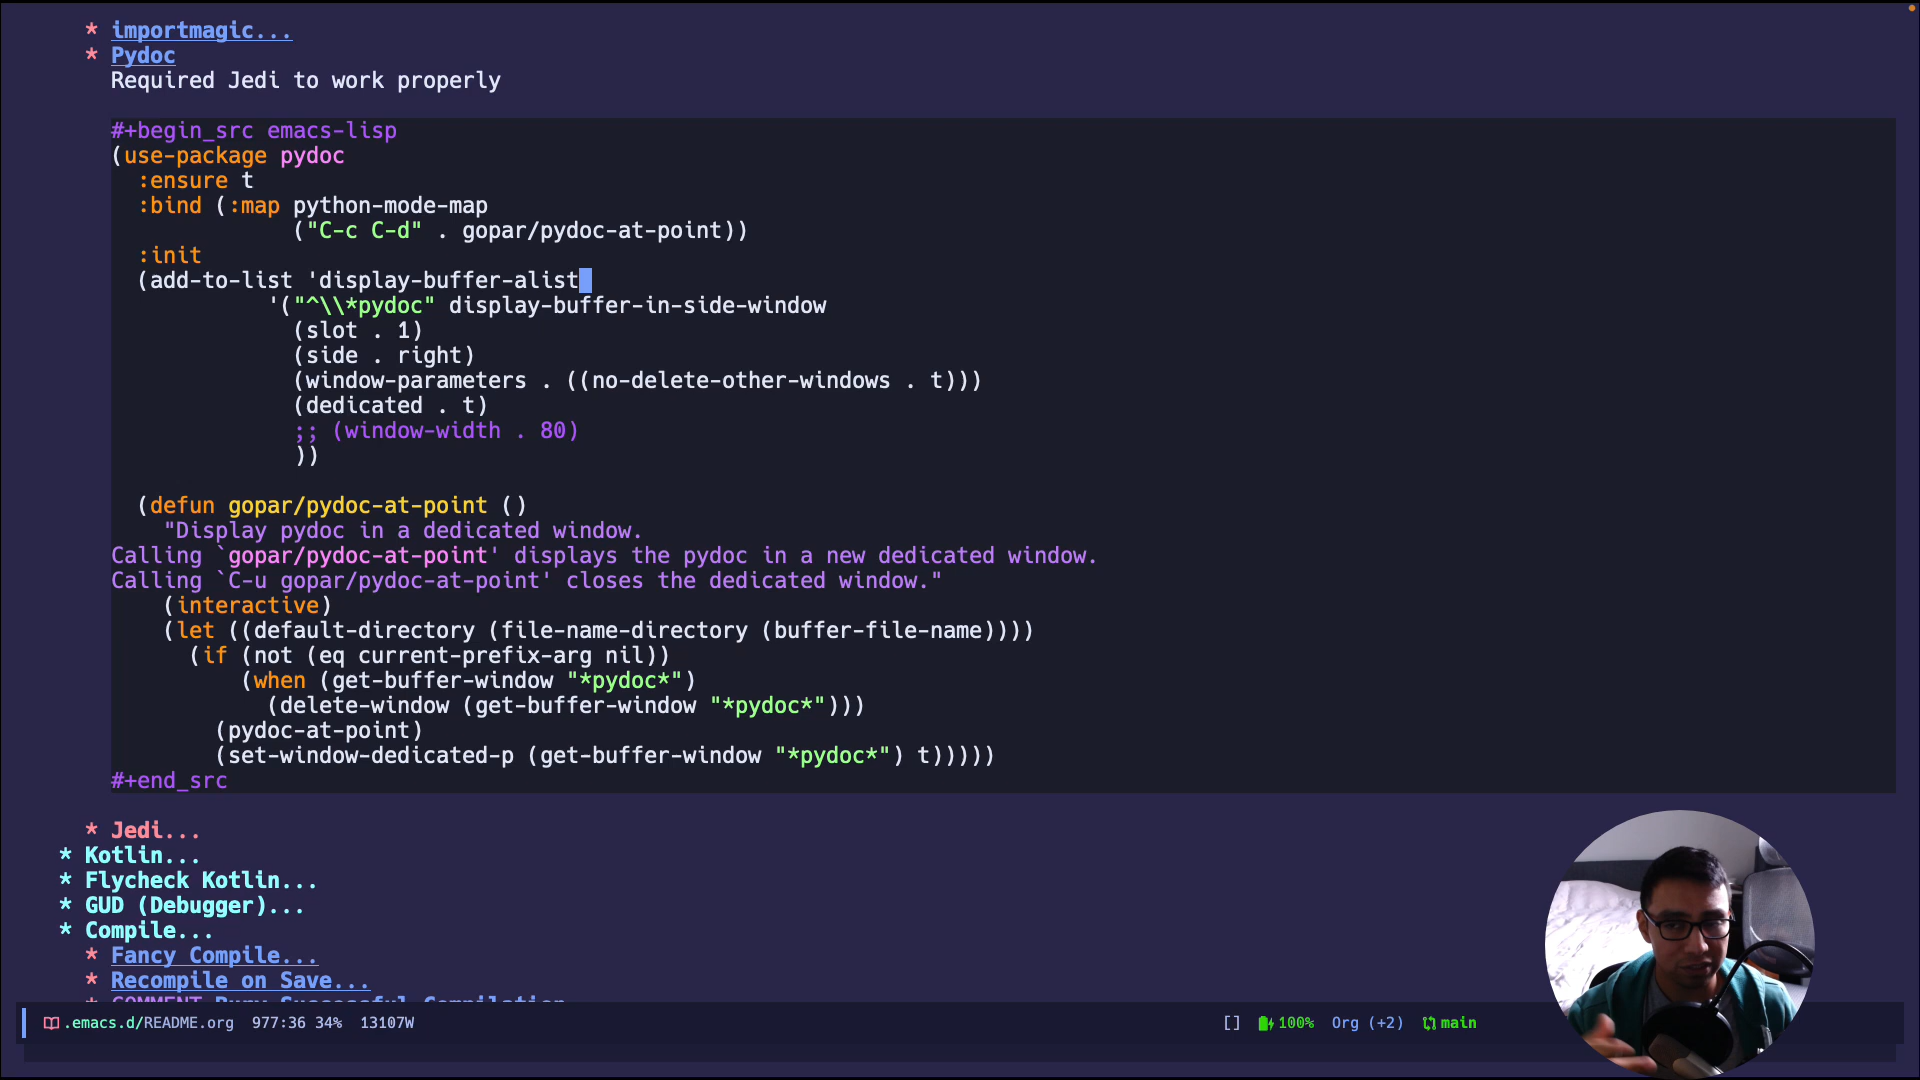 * importmagic...
* Pydoc
Required Jedi to work properly
#+begin_src emacs-lisp
(use-package pydoc
  :ensure t
  :bind (:map python-mode-map
              ("C-c C-d" . gopar/pydoc-at-point))
  :init
  (add-to-list 'display-buffer-alist
            '("^\\*pydoc" display-buffer-in-side-window
              (slot . 1)
              (side . right)
              (window-parameters . ((no-delete-other-windows . t)))
              (dedicated . t)
              ;; (window-width . 80)
              ))
  (defun gopar/pydoc-at-point ()
    "Display pydoc in a dedicated window.
Calling `gopar/pydoc-at-point' displays the pydoc in a new dedicated window.
Calling `C-u gopar/pydoc-at-point' closes the dedicated window."
    (interactive)
    (let ((default-directory (file-name-directory (buffer-file-name))))
      (if (not (eq current-prefix-arg nil))
          (when (get-buffer-window "*pydoc*")
            (delete-window (get-buffer-window "*pydoc*")))
        (pydoc-at-point)
        (set-window-dedicated-p (get-buffer-window "*pydoc*") t)))))
#+end_src
* Jedi...
* Kotlin...
* Flycheck Kotlin...
* GUD (Debugger)...
* Compile...
* Fancy Compile...
* Recompile on Save...
* COMMENT Bury Successful Compilation
.emacs.d/README.org 977:36 34% 13107W [] 100% Org (+2) main